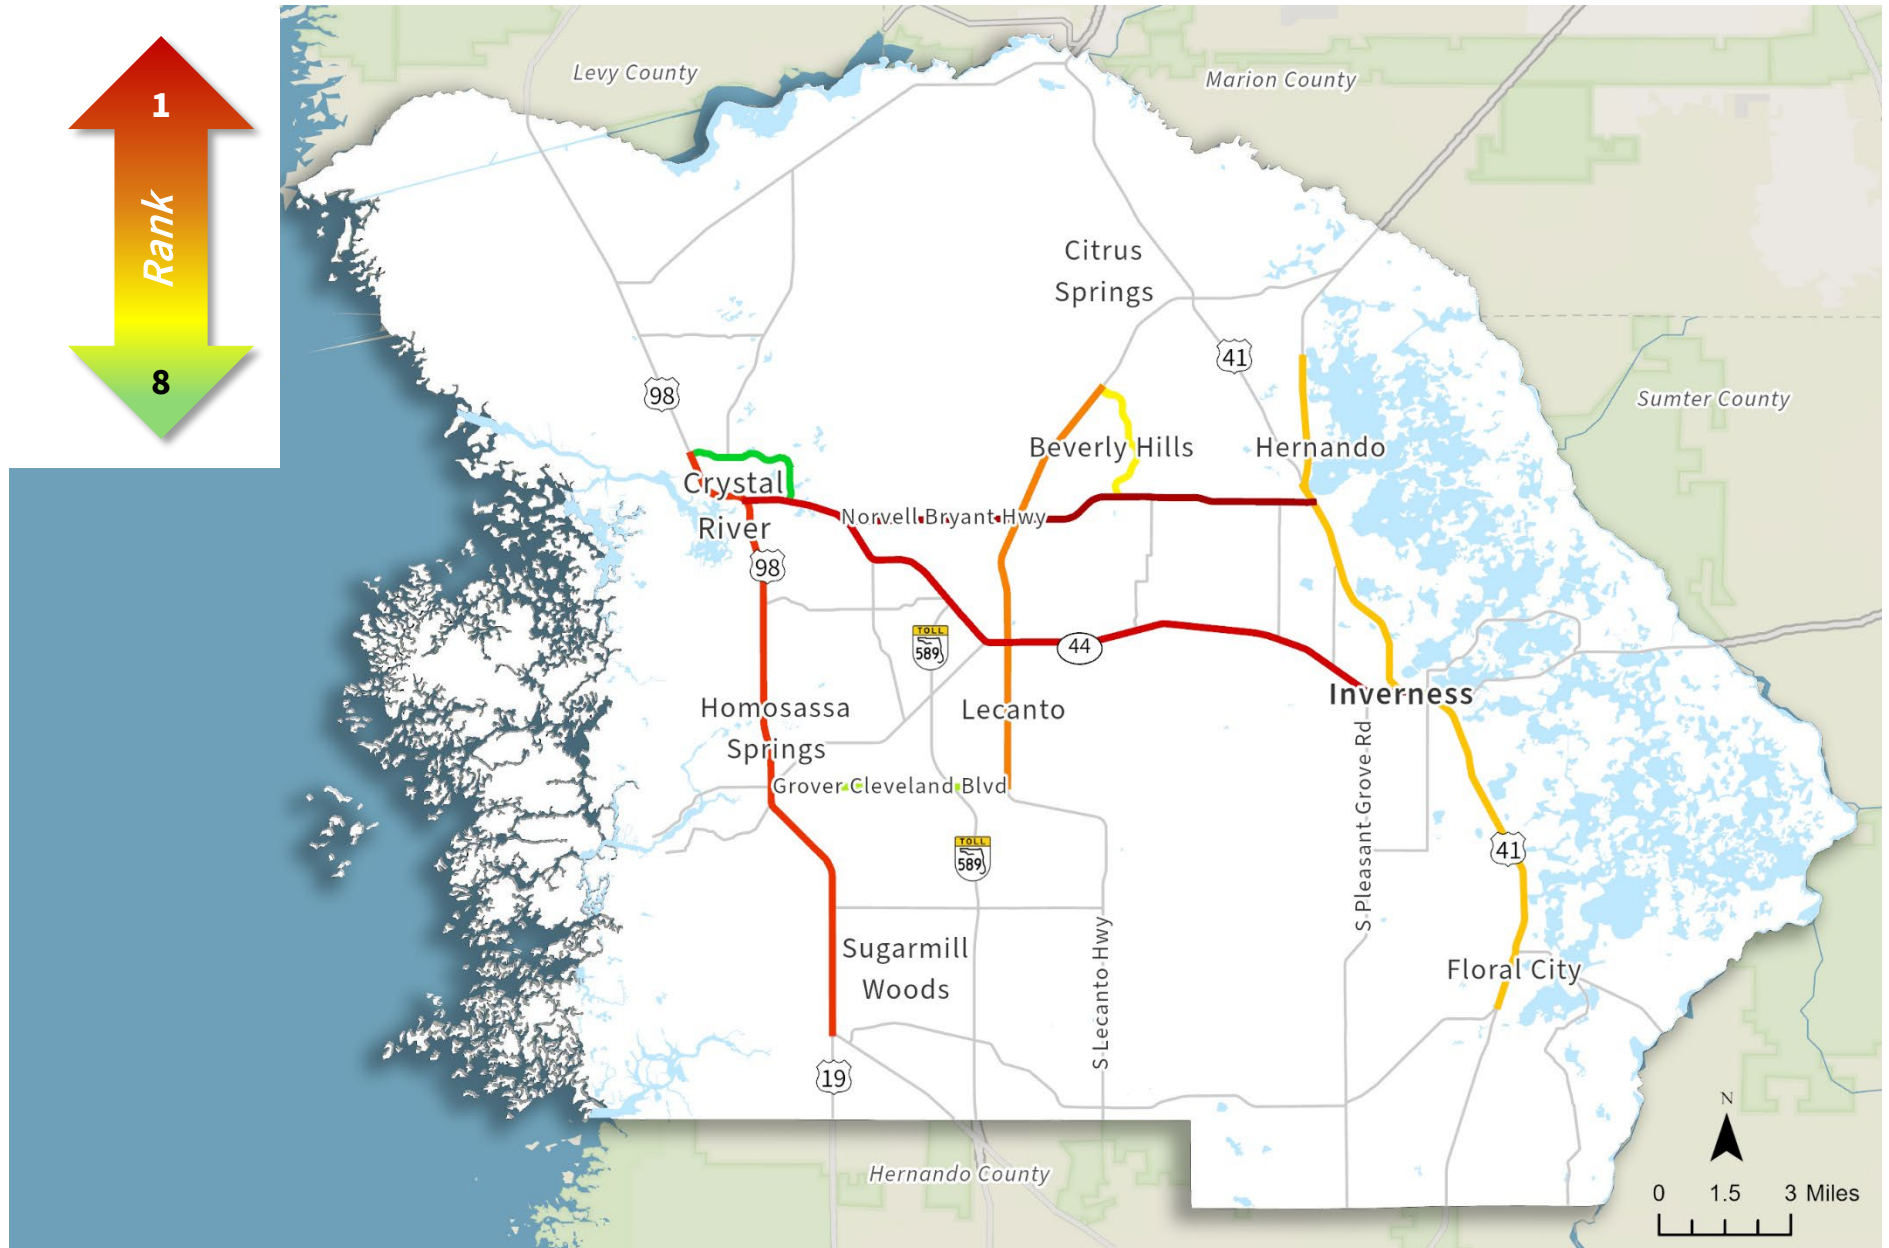 1
Rank
8
Levy County
Marion County
Citrus
Springs
41
98
Sumter County
Beverly Hills
Hernando
Crystal
River
Norvell Bryant Hwy
98
TOLL
589
44
Inverness
Homosassa
Springs
Lecanto
Grover Cleveland Blvd
S Pleasant Grove Rd
TOLL
589
41
Sugarmill
Woods
S Lecanto Hwy
Floral City
19
N
Hernando County
0 1.5 3 Miles